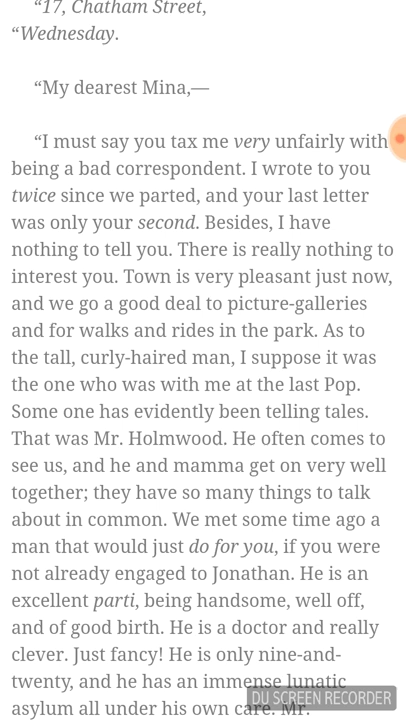 “17, Chatham Street,
“Wednesday.
“My dearest Mina,—
“I must say you tax me very unfairly with
being a bad correspondent. I wrote to you
twice since we parted, and your last letter
was only your second. Besides, I have
nothing to tell you. There is really nothing to
interest you. Town is very pleasant just now,
and we go a good deal to picture-galleries
and for walks and rides in the park. As to
the tall, curly-haired man, I suppose it was
the one who was with me at the last Pop.
Some one has evidently been telling tales.
That was Mr. Holmwood. He often comes to
see us, and he and mamma get on very well
together; they have so many things to talk
about in common. We met some time ago a
man that would just do for you, if you were
not already engaged to Jonathan. He is an
excellent parti, being handsome, well off,
and of good birth. He is a doctor and really
clever. Just fancy! He is only nine-and-
twenty, and he has an immense lunatic
asylum all under his own care. Mr.
DU SCREEN RECORDER